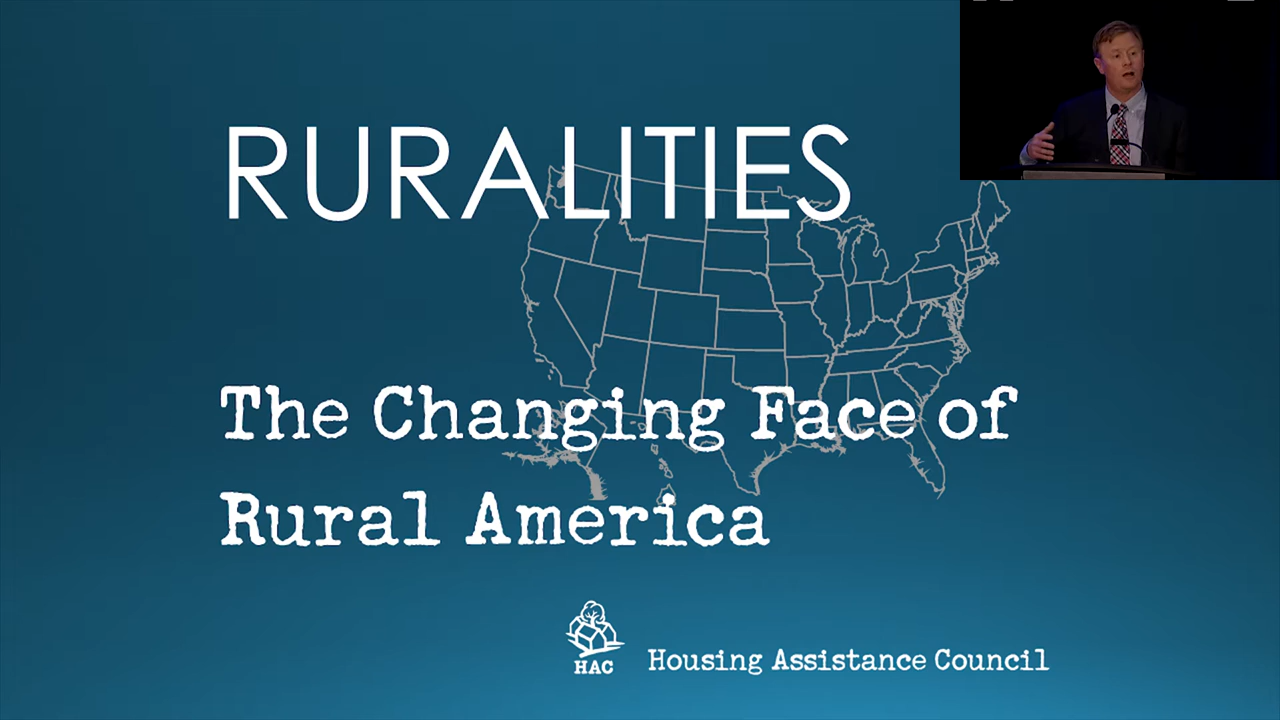 RURALITIES
The Changing Face of
Rural America
HAC
Housing Assistance Council